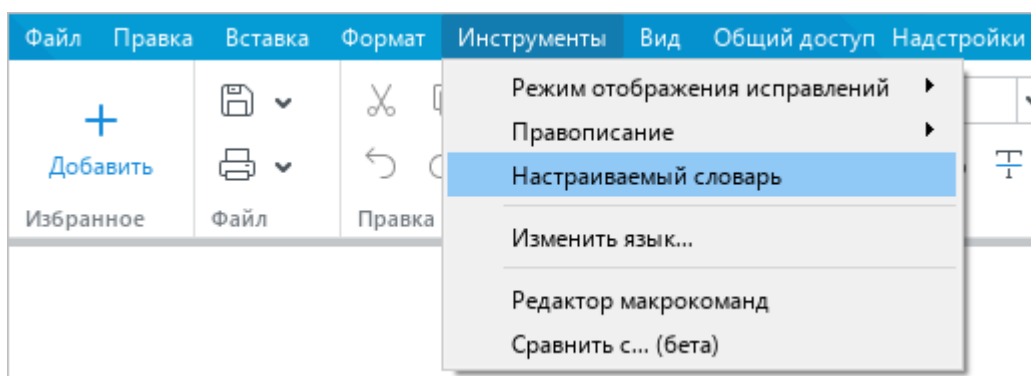 Файл Правка Вставка Формат Инструменты Вид Общий доступ Надстройки
Режим отображения исправлений
Правописание
Добавить
Настраиваемый словарь
Избранное Файл Правка
Изменить язык...
Редактор макрокоманд
Сравнить с... (бета)